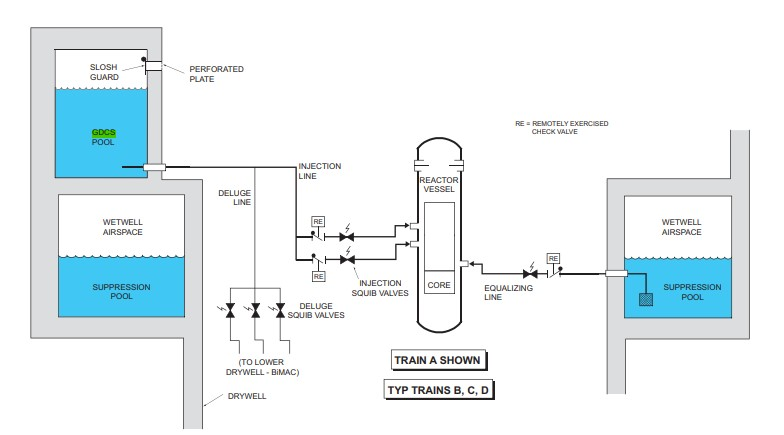 SLOSH
GUARD
PERFORATED
PLATE
GDCS
POOL
RE = REMOTELY EXERCISED
CHECK VALVE
INJECTION
LINE
DELUGE
LINE
REACTOR
VESSEL
WETWELL
AIRSPACE
WETWELL
AIRSPACE
RE
RE
RE
SUPPRESSION
POOL
INJECTION
SQUIB VALVES
CORE
EQUALIZING
LINE
SUPPRESSION
POOL
DELUGE
SQUIB VALVES
(TO LOWER
DRYWELL - BiMAC)
DRYWELL
TRAIN A SHOWN
TYP TRAINS B, C, D